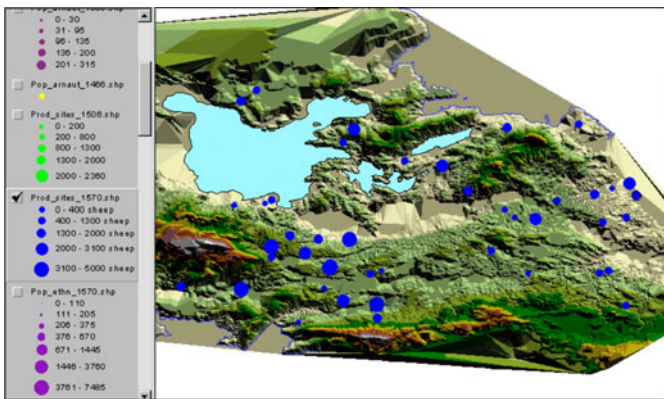 0 - 30
31 - 95
96 - 135
136 - 200
201 - 315
Pop_arnaut_1466.shp
Prod_sites_1506.shp
0 - 200
200 - 800
800 - 1300
1300 - 2000
2000 - 2360
Prod_sites_1570.shp
0 - 400 sheep
400 - 1300 sheep
1300 - 2000 sheep
2000 - 3100 sheep
3100 - 5000 sheep
Pop_ethn_1570.shp
0 - 110
111 - 205
206 - 375
376 - 670
671 - 1445
1446 - 3760
3761 - 7485